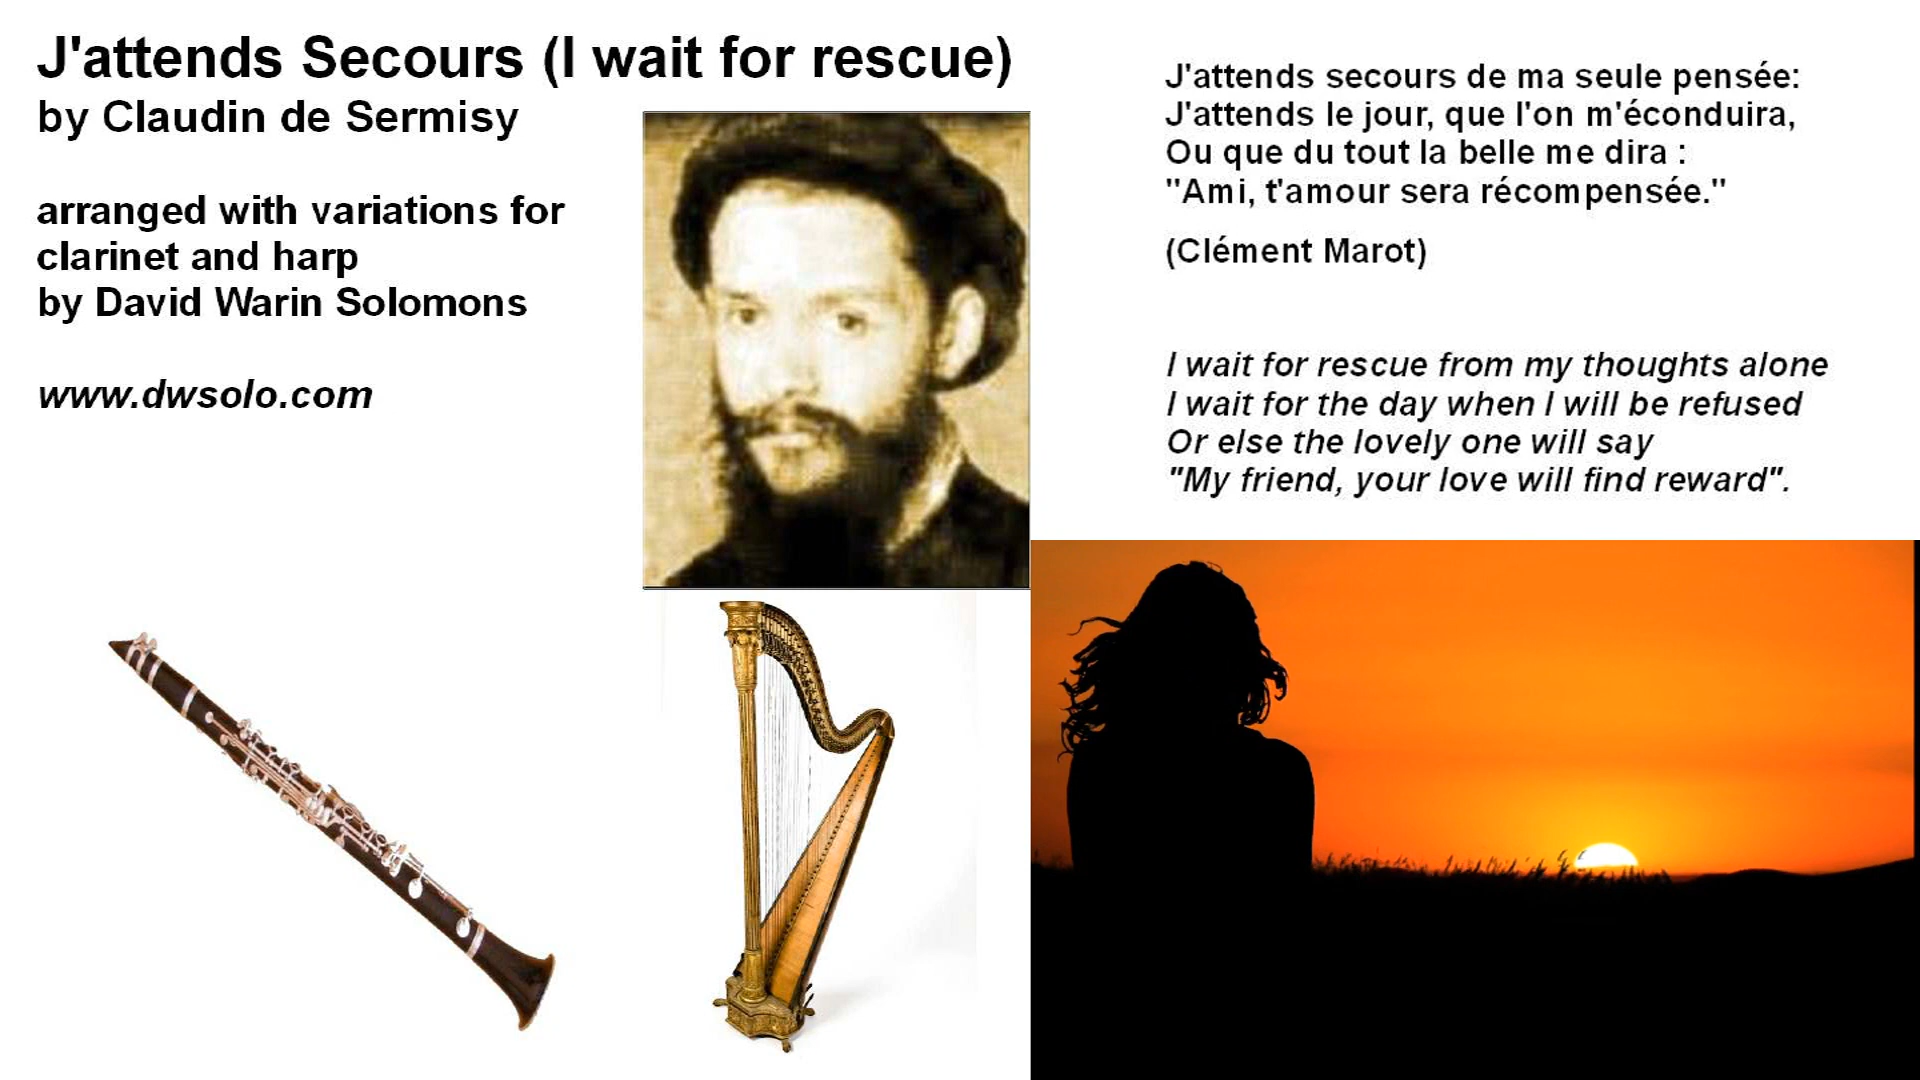 J'attends Secours (I wait for rescue)
by Claudin de Sermisy
arranged with variations for
clarinet and harp
by David Warin Solomons
www.dwsolo.com
J'attends secours de ma seule pensée:
J'attends le jour, que l'on m'éconduira,
Ou que du tout la belle me dira :
"Ami, t'amour sera récompensée."
(Clément Marot)
I wait for rescue from my thoughts alone
I wait for the day when I will be refused
Or else the lovely one will say
"My friend, your love will find reward".